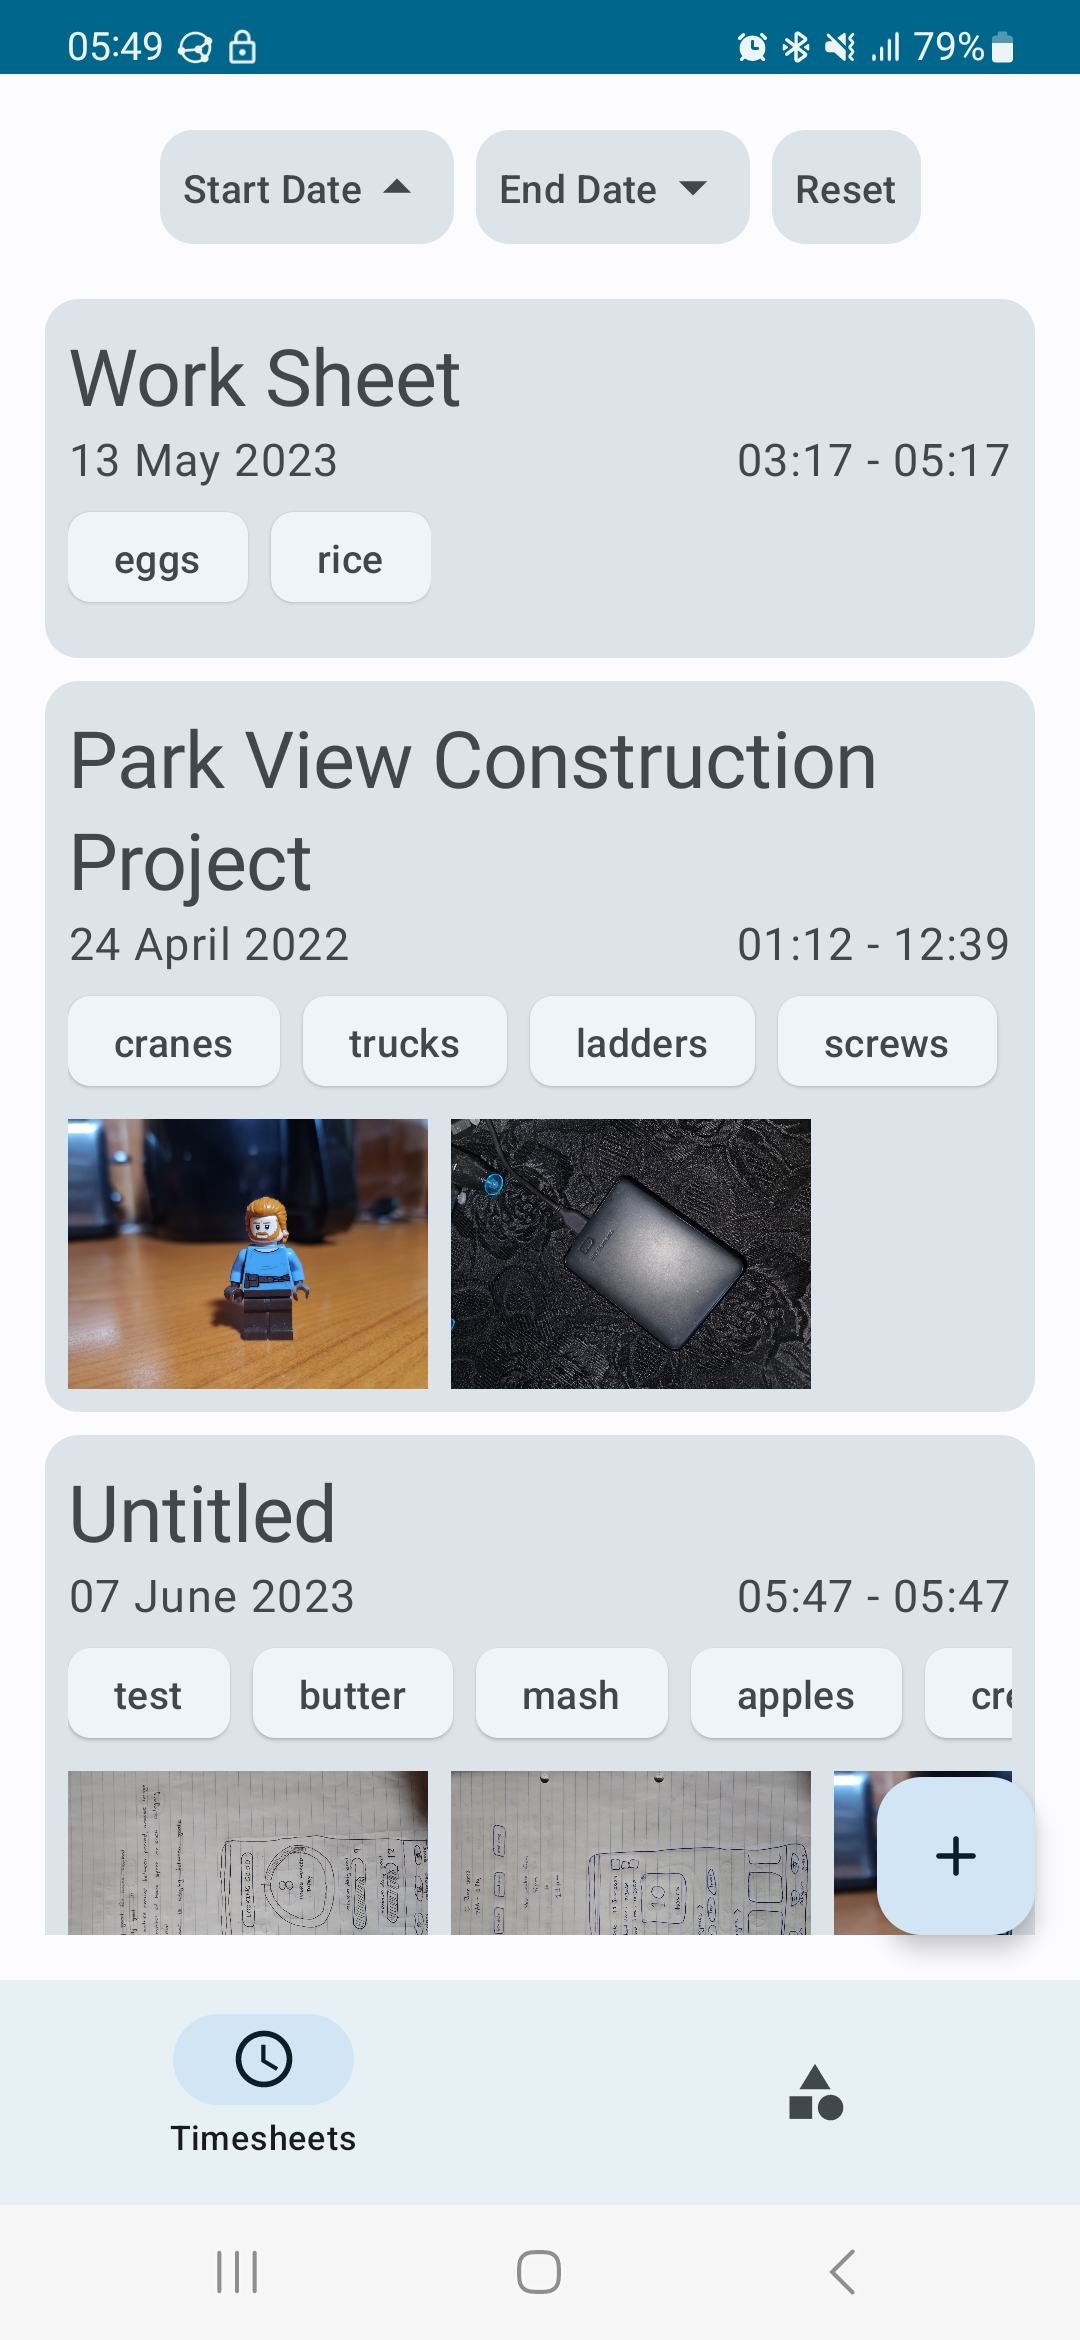 05:49 79%
Start Date End Date Reset
Work Sheet
13 May 2023 03:17 - 05:17
eggs rice
Park View Construction
Project
24 April 2022 01:12 - 12:39
cranes trucks ladders screws
Untitled
07 June 2023 05:47 - 05:47
test butter mash apples cre
Timesheets